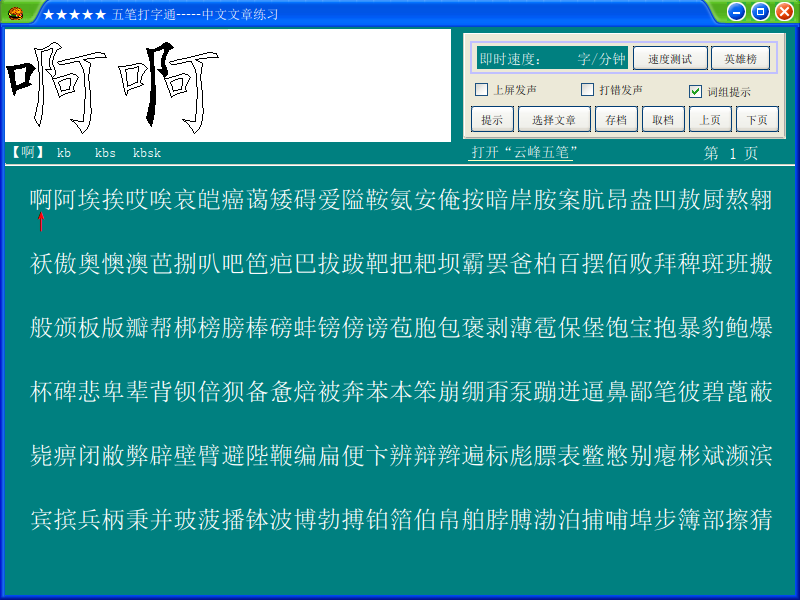 ★★★★★ 五笔打字通-----中文文章练习
啊啊
即时速度： 字/分钟 速度测试 英雄榜
上屏发声 打错发声 词组提示
提示 选择文章 存档 取档 上页 下页
【啊】 kb kbs kbsk 打开“云峰五笔” 第 1 页
啊阿埃挨哎唉哀皑癌蔼矮碍爱隘鞍氨安俺按暗岸胺案肮昂盎凹敖厨熬翱
袄傲奥懊澳芭捌叭吧笆疤巴拔跋靶把耙坝霸罢爸柏百摆佰败拜稗斑班搬
般颁板版瓣帮梆榜膀棒磅蚌镑傍谤苞胞包褒剥薄雹保堡饱宝抱暴豹鲍爆
杯碑悲卑辈背钡倍狈备惫焙被奔苯本笨崩绷甭泵蹦迸逼鼻鄙笔彼碧蓖蔽
毙痹闭敝弊辟壁臂避陛鞭编扁便卞辨辩辫遍标彪膘表鳖憋别瘪彬斌濒滨
宾摈兵柄秉并玻菠播钵波博勃搏铂箔伯帛舶脖膊渤泊捕哺埠步簿部擦猜